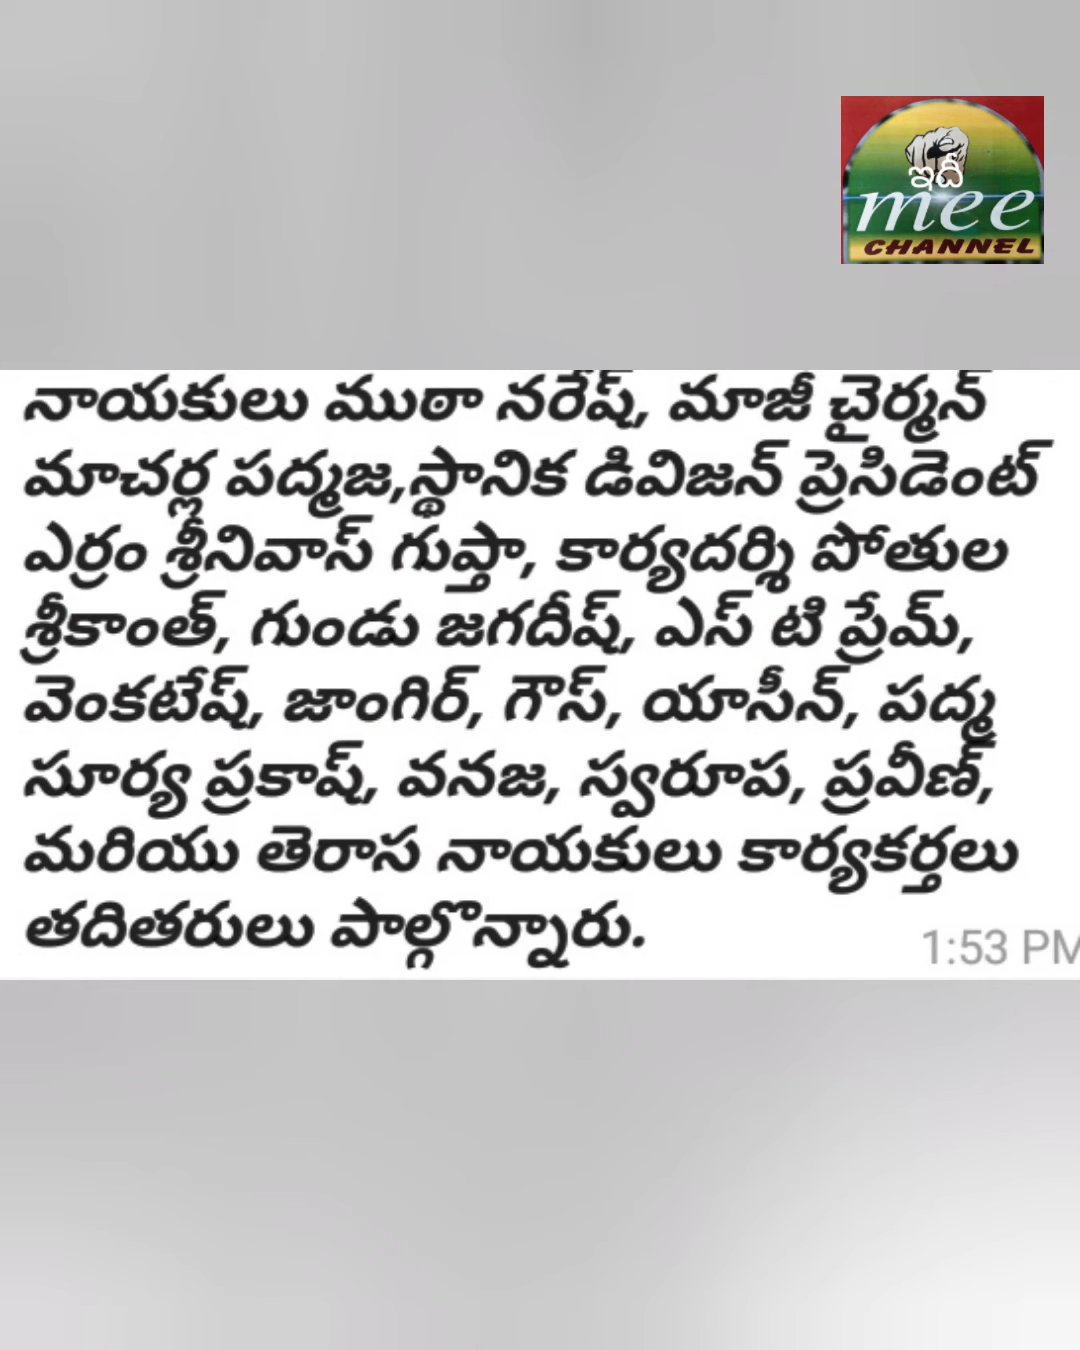 ఇది
mee
CHANNEL
నాయకులు ముఠా నరేష్, మాజీ చైర్మన్
మాచర్ల పద్మజ,స్థానిక డివిజన్ ప్రెసిడెంట్
ఎర్రం శ్రీనివాస్ గుప్తా, కార్యదర్శి పోతుల
శ్రీకాంత్, గుండు జగదీష్, ఎస్ టి ప్రేమ్,
వెంకటేష్, జాంగిర్, గౌస్, యాసీన్, పద్మ
సూర్య ప్రకాష్, వనజ, స్వరూప, ప్రవీణ్,
మరియు తెరాస నాయకులు కార్యకర్తలు
తదితరులు పాల్గొన్నారు.
1:53 PM